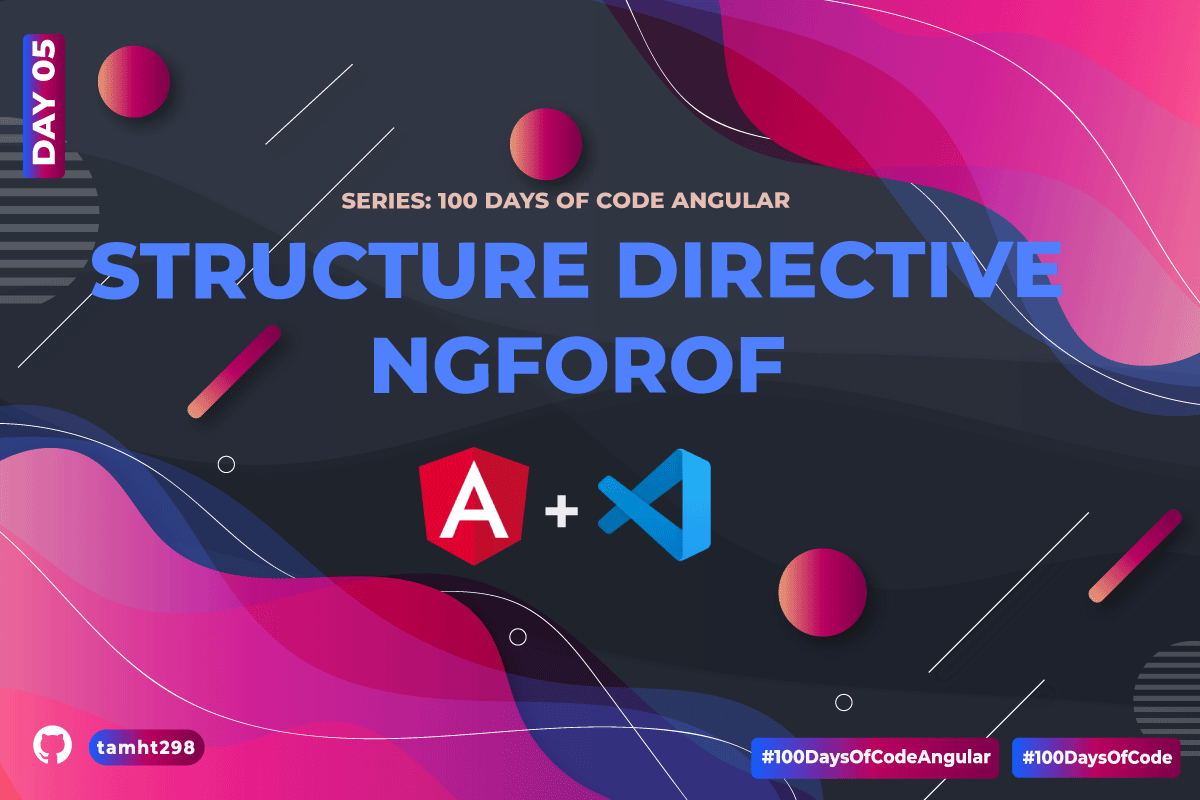 DAY 05
SERIES: 100 DAYS OF CODE ANGULAR
STRUCTURE DIRECTIVE
NGFOROF
A
+
tamht298
#100DaysOfCodeAngular
#100DaysOfCode